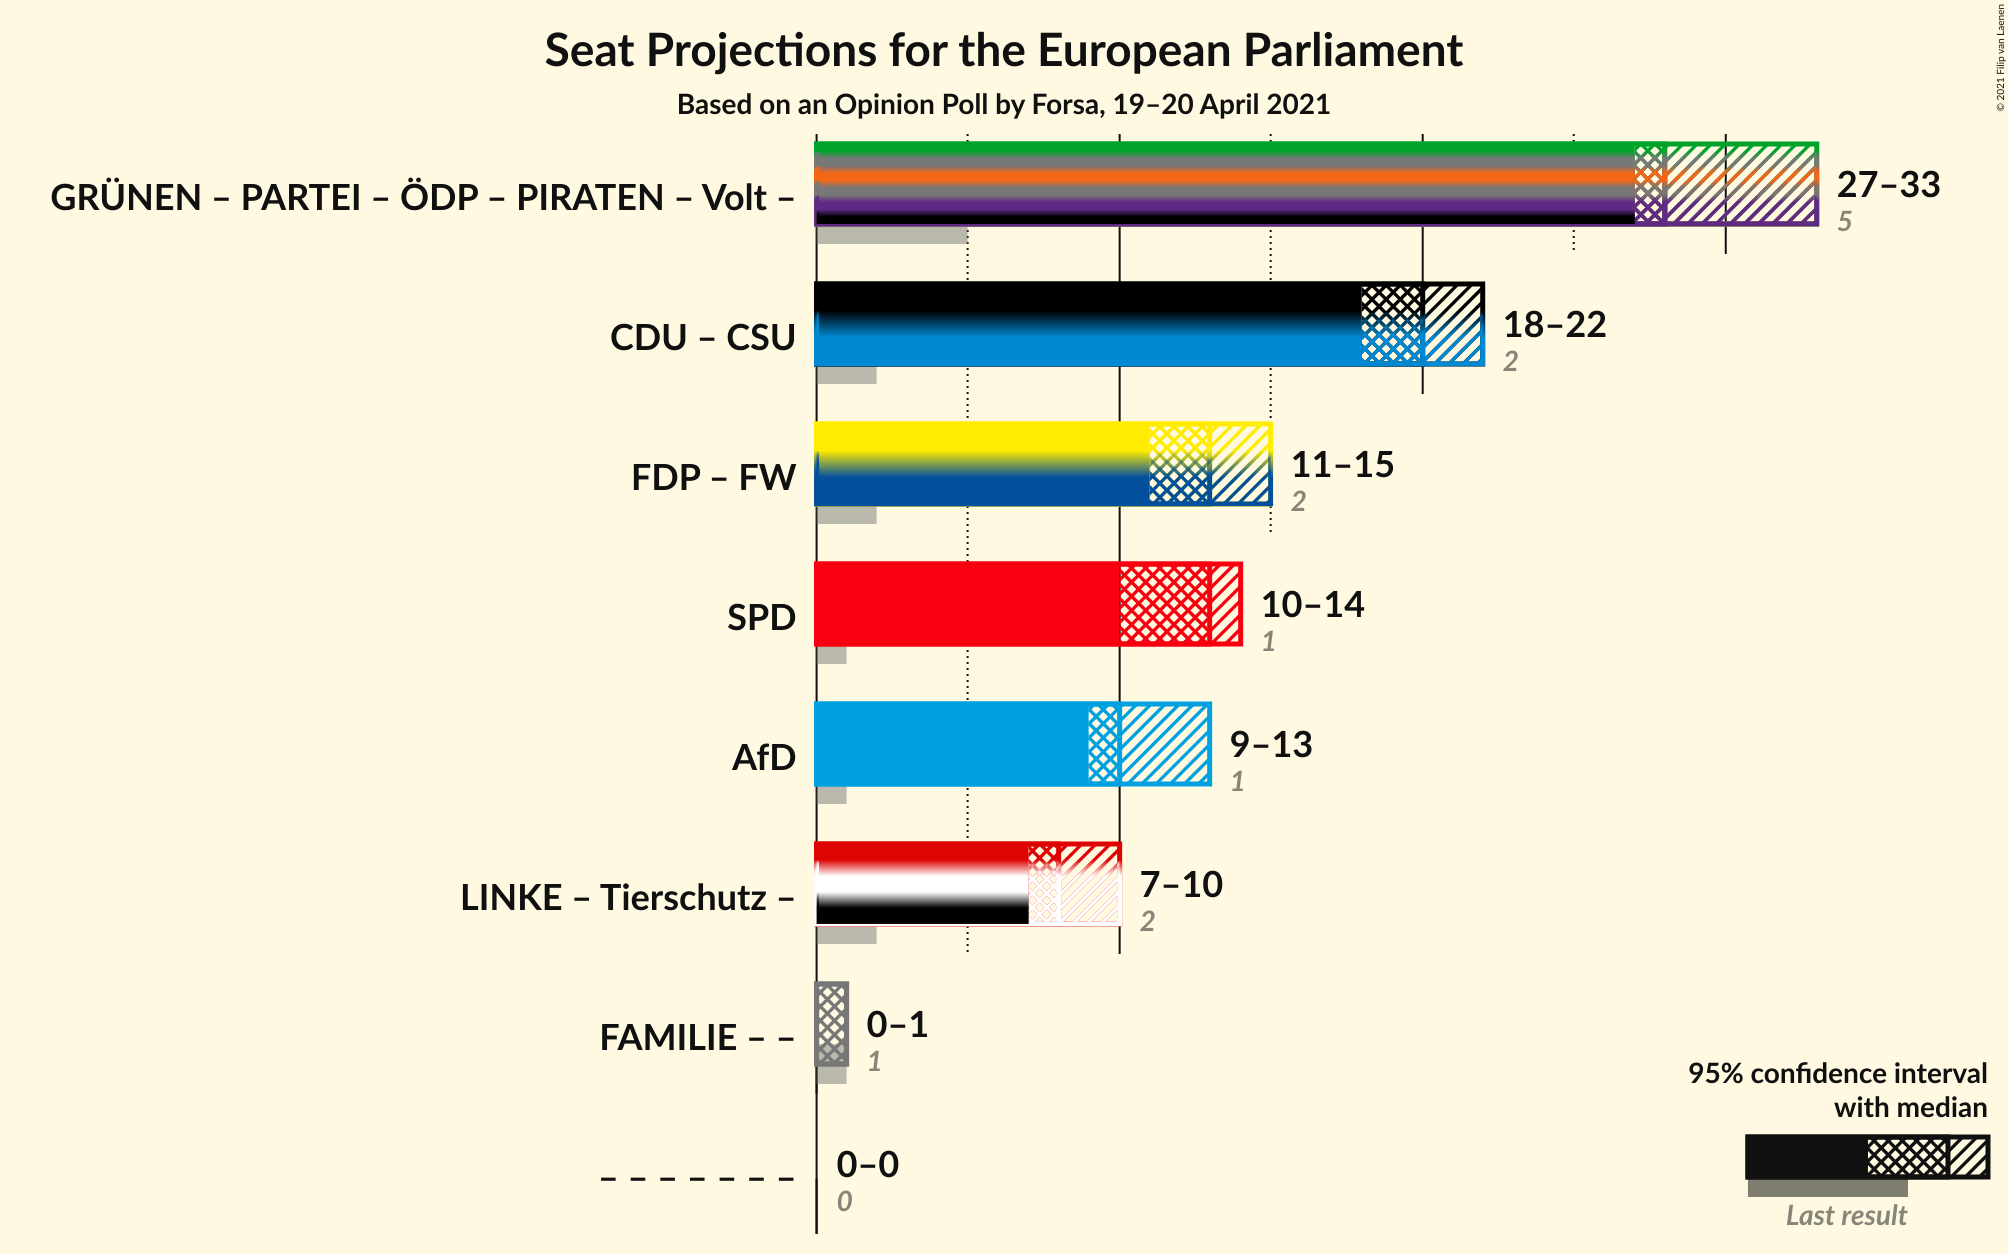 Seat Projections for the European Parliament
Based on an Opinion Poll by Forsa, 19–20 April 2021
© 2021 Filip van Laenen
GRÜNEN – PARTEI – ÖDP – PIRATEN – Volt –
27–33
5
CDU – CSU
18–22
2
FDP – FW
11–15
2
SPD
10–14
1
AfD
9–13
1
LINKE – Tierschutz –
7–10
2
FAMILIE – –
0–1
1
– – – – – – –
0–0
0
95% confidence interval
with median
Last result